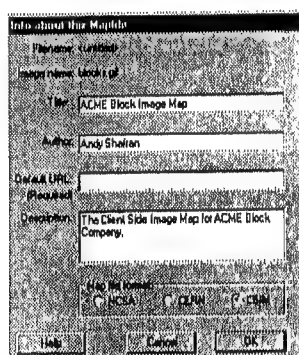 Info about this Mapfile
Filename: (untitled)
Image name: blocks.gif
Title: ACME Block Image Map
Author: Andy Shafran
Default URL:
(Required)
Description: The Client Side Image Map for ACME Block
Company.
Map file format
NCSA CERN CSIM
Help Cancel OK